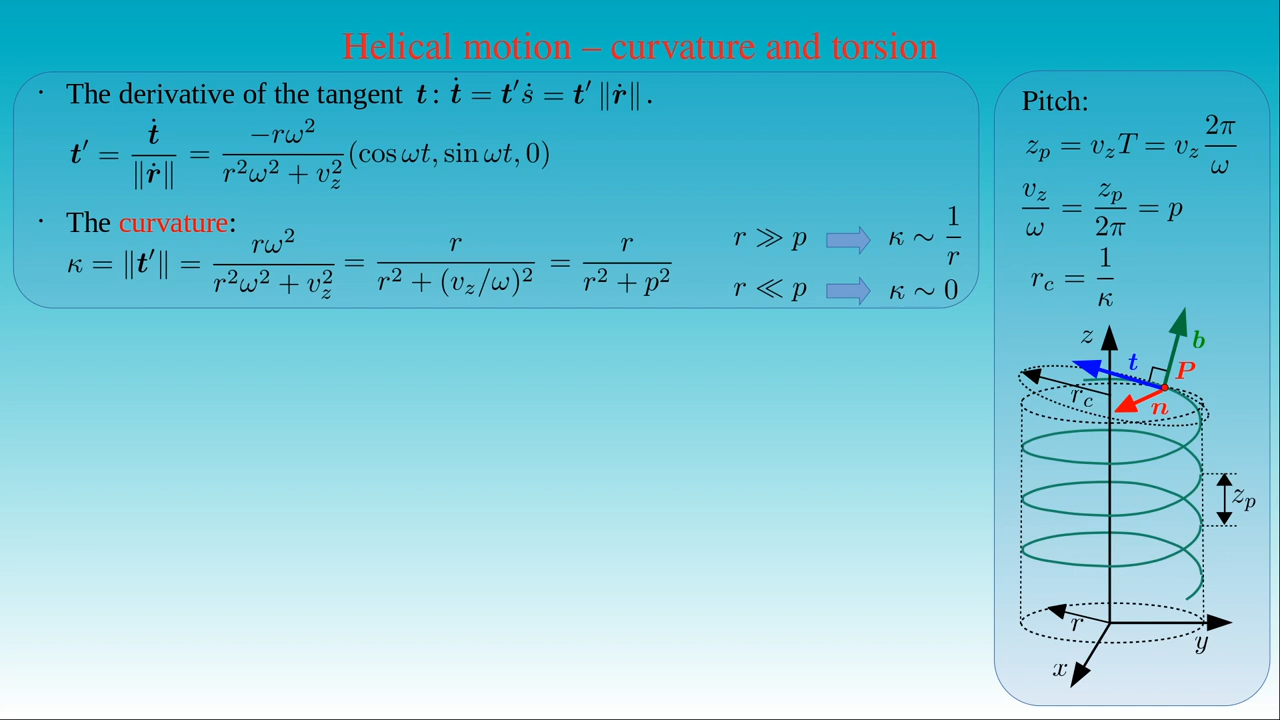 Helical motion – curvature and torsion
• The derivative of the tangent 𝒕 : 𝒕̇ = 𝒕′ṡ = 𝒕′ ‖𝒓̇‖ .
𝒕′ = 𝒕̇ / ‖𝒓̇‖ = −rω² / (r²ω² + v_z²) (cos ωt, sin ωt, 0)
• The curvature:
κ = ‖𝒕′‖ = rω² / (r²ω² + v_z²) = r / (r² + (v_z/ω)²) = r / (r² + p²)
r ≫ p κ ∼ 1/r
r ≪ p κ ∼ 0
Pitch:
z_p = v_z T = v_z 2π/ω
v_z/ω = z_p/2π = p
r_c = 1/κ
z
b
t
P
r_c
n
z_p
r
y
x